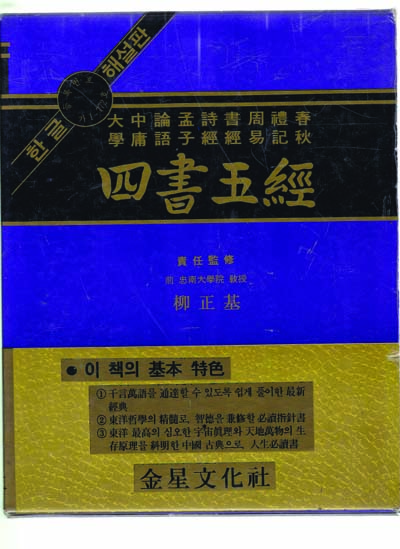 한글 해설판
大中論孟詩書周禮春
學庸語子經經易記秋
四書五經
責任監修
前 忠南大學院 敎授
柳正基
● 이 책의 基本 特色
①千言萬語를 通達할 수 있도록 쉽게 풀이한 最新
經典
②東洋哲學의 精髓로, 智德을 兼修할 必讀指針書
③東洋 最高의 심오한 宇宙眞理와 天地萬物의 生
存原理을 糾明한 中國 古典으로, 人生必讀書
金星文化社